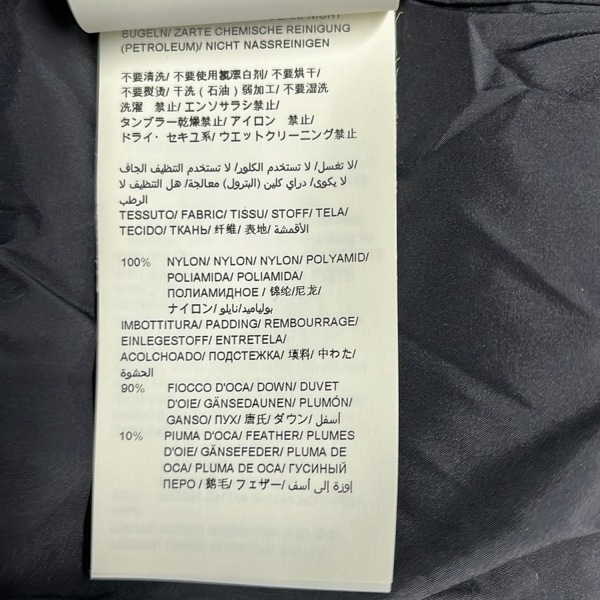 BÜGELN/ ZARTE CHEMISCHE REINIGUNG
(PETROLEUM)/ NICHT NASSREINIGEN
不要清洗/ 不要使用氯漂白剂/ 不要烘干/
不要熨烫/ 干洗（石油）弱加工/ 不要湿洗
洗濯　禁止/ エンソサラシ禁止/
タンブラー乾燥禁止/ アイロン　禁止/
ドライ・セキユ系/ ウエットクリーニング禁止
لا تغسل/ لا تستخدم الكلور/ لا تستخدم التنظيف الجاف/
لا يكوى/ دراي كلين (البترول) معالجة/ هل التنظيف لا
الرطب
TESSUTO/ FABRIC/ TISSU/ STOFF/ TELA/
TECIDO/ ТКАНЬ/ 纤维/ 表地/ الأقمشة/
100% NYLON/ NYLON/ NYLON/ POLYAMID/
POLIAMIDA/ POLIAMIDA/
ПОЛИАМИДНОЕ / 锦纶/尼龙/
ナイロン/ بولياميد/نايلو
IMBOTTITURA/ PADDING/ REMBOURRAGE/
EINLEGESTOFF/ ENTRETELA/
ACOLCHOADO/ ПОДСТЕЖКА/ 填料/ 中わた/
الحشوة
90% FIOCCO D'OCA/ DOWN/ DUVET
D'OIE/ GÄNSEDAUNEN/ PLUMÓN/
GANSO/ ПУХ/ 唐氏/ ダウン/ أسفل
10% PIUMA D'OCA/ FEATHER/ PLUMES
D'OIE/ GÄNSEFEDER/ PLUMA DE
OCA/ PLUMA DE OCA/ ГУСИНЫЙ
ПЕРО / 鹅毛/ フェザー/ إوزة إلى أسف